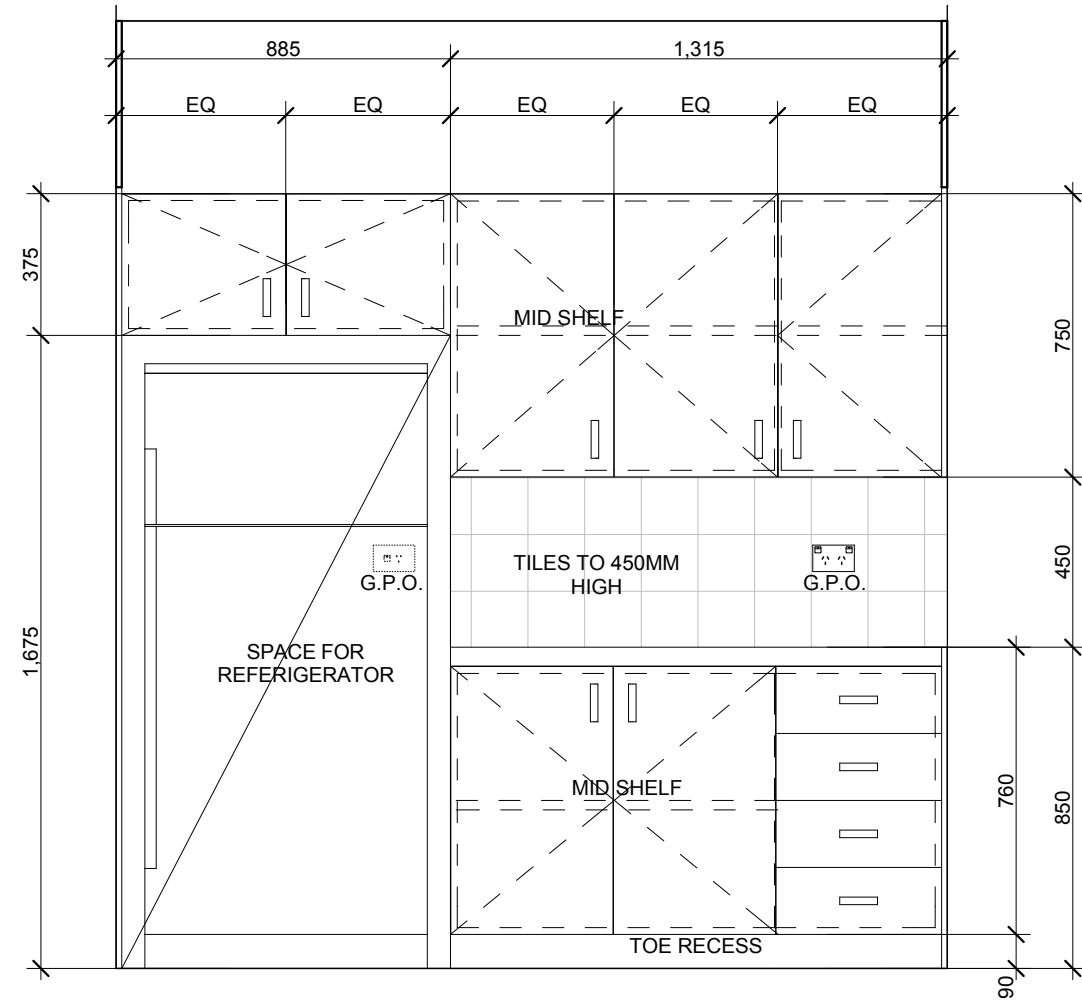 885
1,315
EQ
EQ
EQ
EQ
EQ
375
750
MID SHELF
TILES TO 450MM
HIGH
G.P.O.
G.P.O.
450
1,675
SPACE FOR
REFERIGERATOR
MID SHELF
760
850
TOE RECESS
90